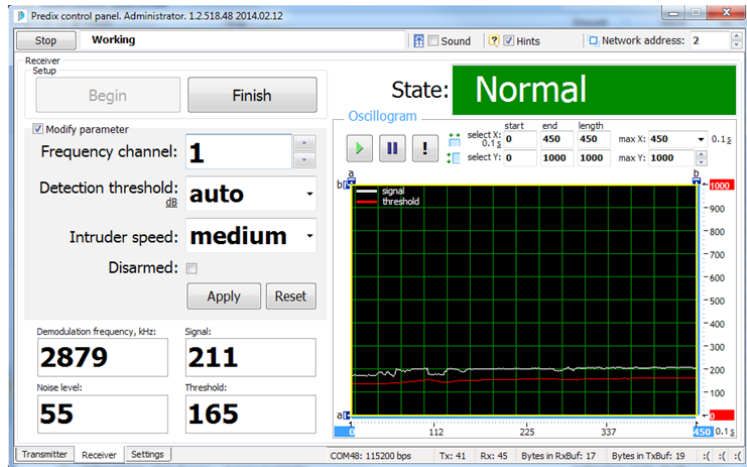 Predix control panel. Administrator. 1.2.518.48 2014.02.12
Stop Working Sound Hints Network address: 2
Receiver
Setup
Begin Finish
State: Normal
Modify parameter
Frequency channel: 1
Detection threshold: auto
dB
Intruder speed: medium
Disarmed:
Apply Reset
Demodulation frequency, kHz: Signal:
2879 211
Noise level: Threshold:
55 165
Oscillogram
start end length
select X: 0 450 450 max X: 450 0.1 s
0.1 s
select Y: 0 1000 1000 max Y: 1000
a b
b 1000
signal
threshold
900
800
700
600
500
400
300
200
100
a 0
0 112 225 337 450 0.1 s
Transmitter Receiver Settings
COM48: 115200 bps Tx: 41 Rx: 45 Bytes in RxBuf: 17 Bytes in TxBuf: 19 :( :( :(